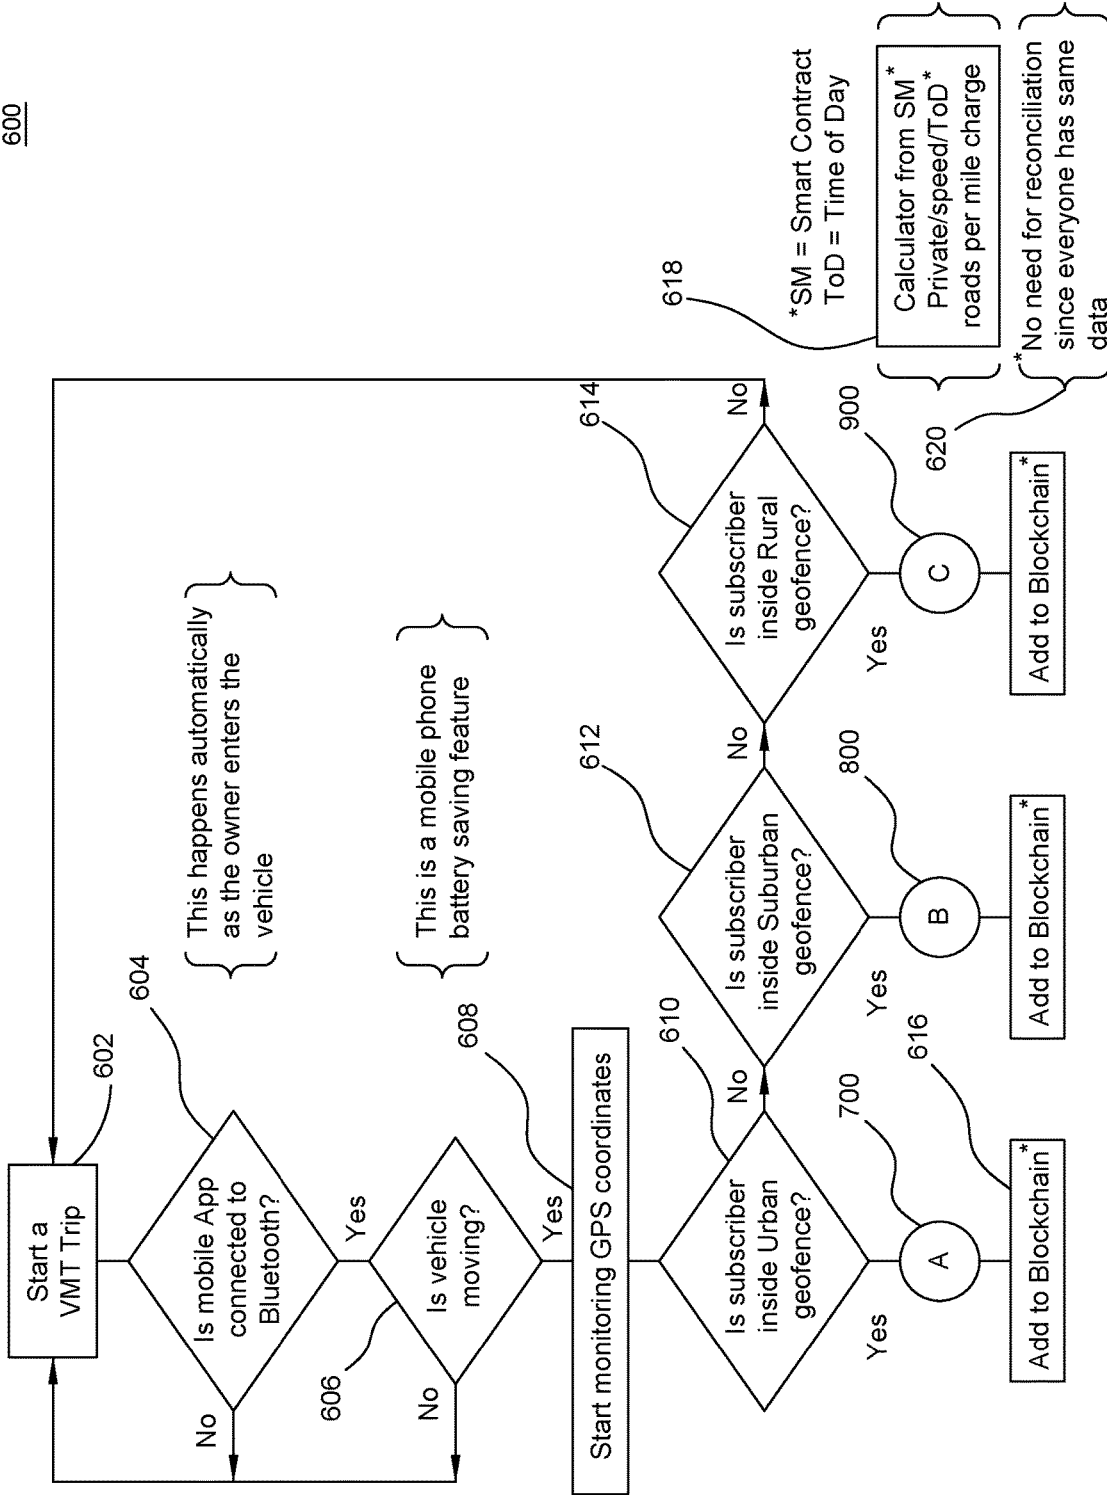 600
Start a
VMT Trip
602
Is mobile App
connected to
Bluetooth?
604
No
Yes
This happens automatically
as the owner enters the
vehicle
Is vehicle
moving?
606
No
Yes
This is a mobile phone
battery saving feature
608
Start monitoring GPS coordinates
Is subscriber
inside Urban
geofence?
610
No
Yes
Is subscriber
inside Suburban
geofence?
612
No
Yes
Is subscriber
inside Rural
geofence?
614
No
Yes
A
700
B
800
C
900
Add to Blockchain*
616
Add to Blockchain*
Add to Blockchain*
*SM = Smart Contract
ToD = Time of Day
618
Calculator from SM*
Private/speed/ToD*
roads per mile charge
620
*No need for reconciliation
since everyone has same
data